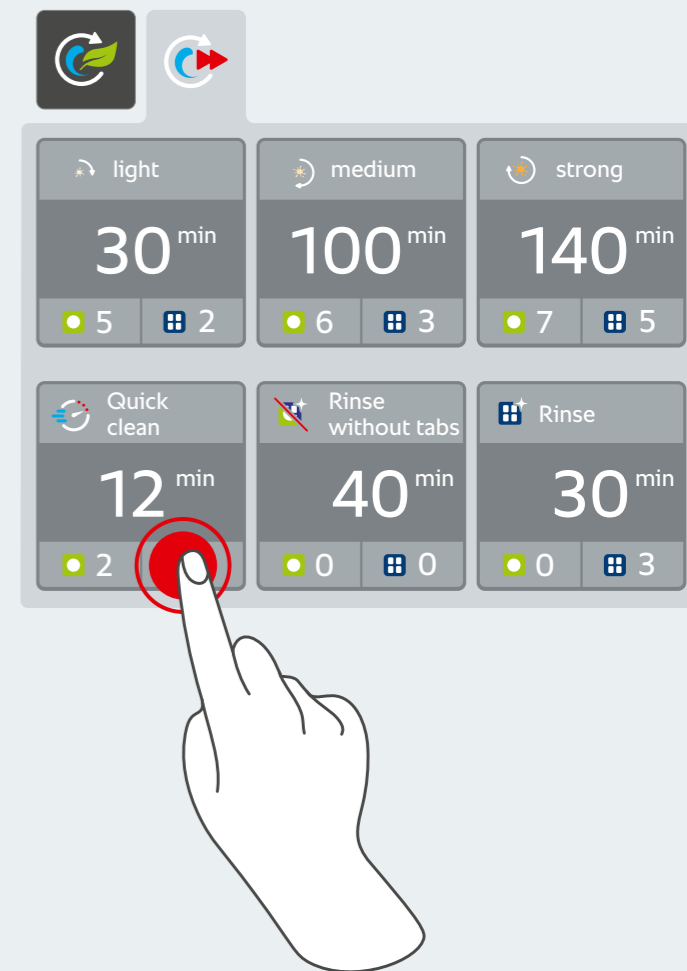 light
30 min
5 2
medium
100 min
6 3
strong
140 min
7 5
Quick
clean
12 min
2
Rinse
without tabs
40 min
0 0
Rinse
30 min
0 3